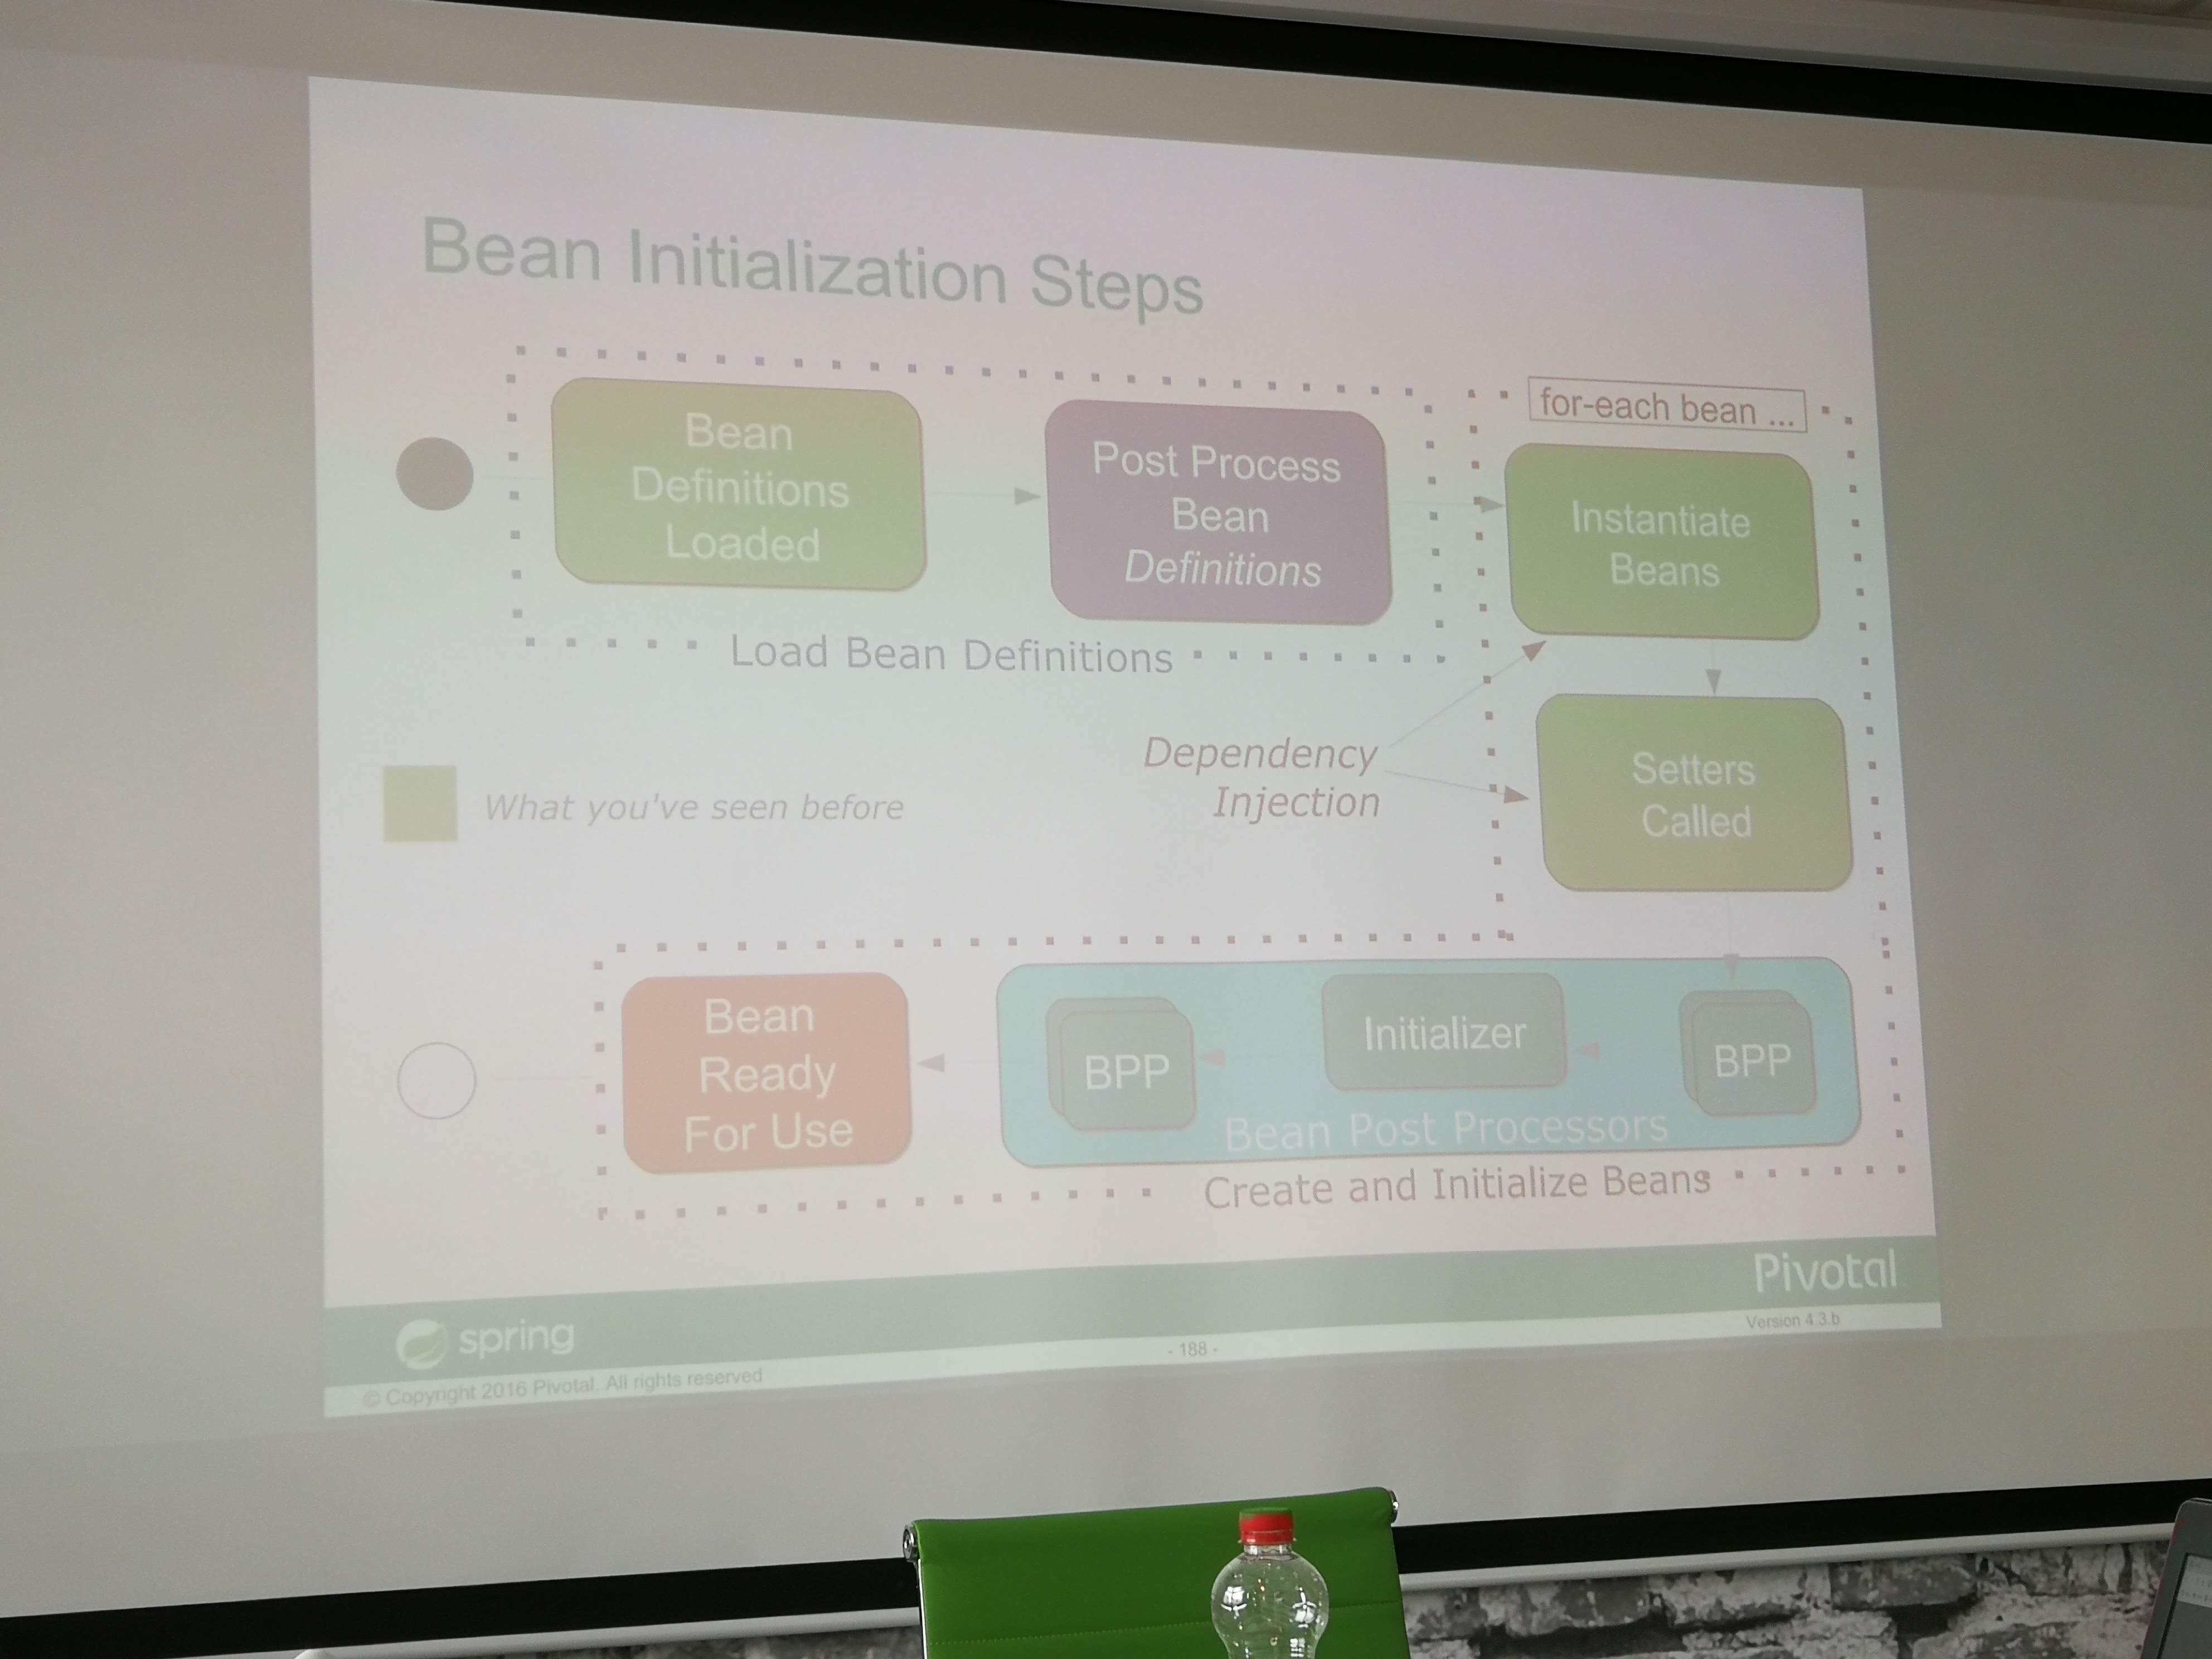 Bean Initialization Steps
for-each bean ...
Bean
Definitions
Loaded
Post Process
Bean
Definitions
Instantiate
Beans
Load Bean Definitions
Dependency
Injection
Setters
Called
What you've seen before
Bean
Ready
For Use
BPP
Initializer
BPP
Bean Post Processors
Create and Initialize Beans
Pivotal
spring
Version 4.3.b
- 188 -
© Copyright 2016 Pivotal. All rights reserved